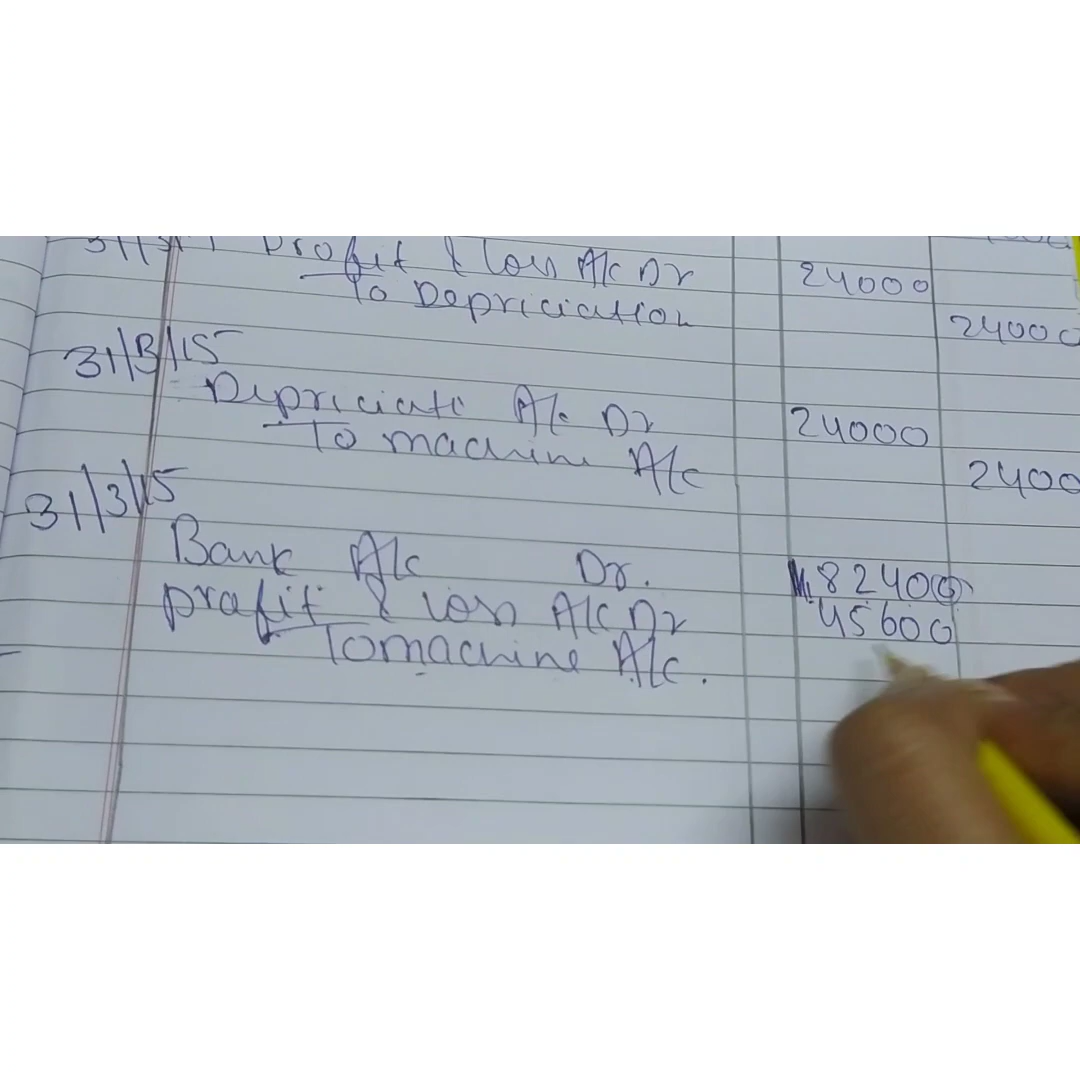 Profit & loss A/c Dr 24000
To Depriciation 24000
31/3/15
Depriciati A/c Dr 24000
To machine A/c 2400
31/3/15
Bank A/c Dr. 82400
profit & loss A/c Dr 45600
To machine A/c.